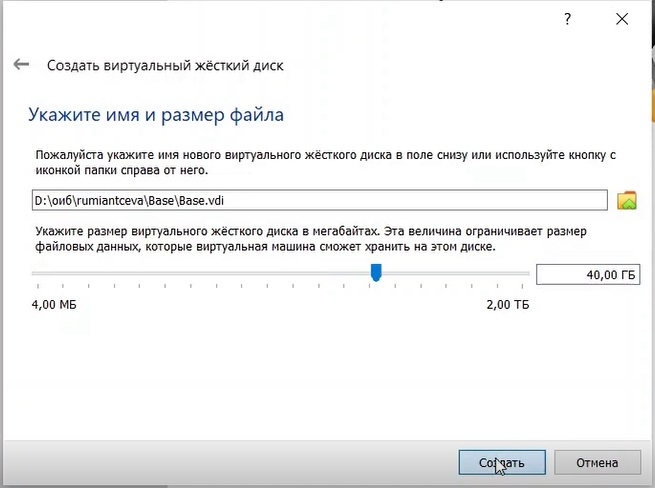 ?
Создать виртуальный жёсткий диск
Укажите имя и размер файла
Пожалуйста укажите имя нового виртуального жёсткого диска в поле снизу или используйте кнопку с
иконкой папки справа от него.
D:\оиб\rumiantceva\Base\Base.vdi
Укажите размер виртуального жёсткого диска в мегабайтах. Эта величина ограничивает размер
файловых данных, которые виртуальная машина сможет хранить на этом диске.
40,00 ГБ
4,00 МБ 2,00 ТБ
Создать Отмена